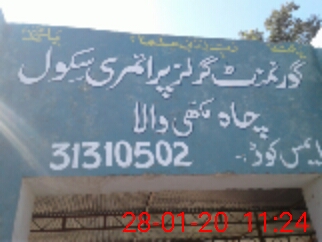 گورنمنٹ گرلز پرائمری سکول
چاہ مکھی والا
ایمس کوڈ:۔ 31310502
28-01-20 11:24